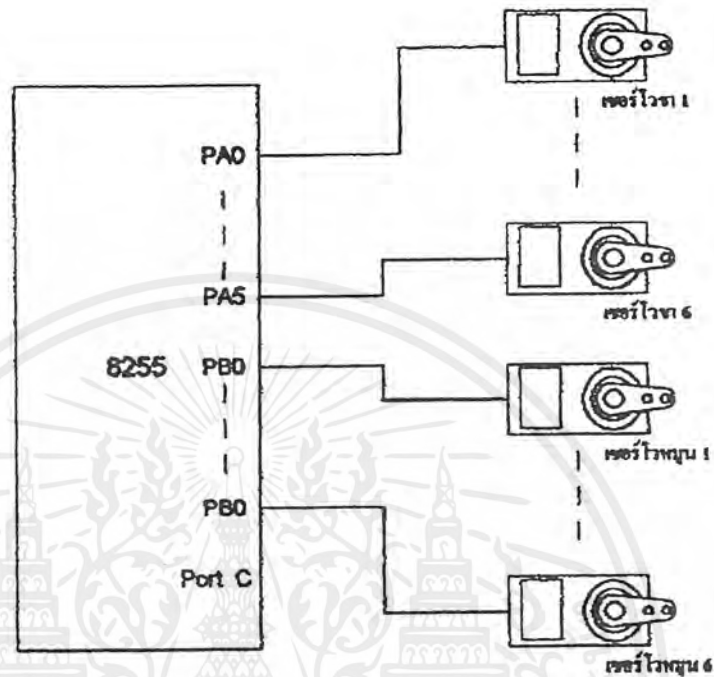 เซอร์โวขา 1
PA0
PA5
เซอร์โวขา 6
8255 PB0
เซอร์โวหมุน 1
PB0
Port C
เซอร์โวหมุน 6